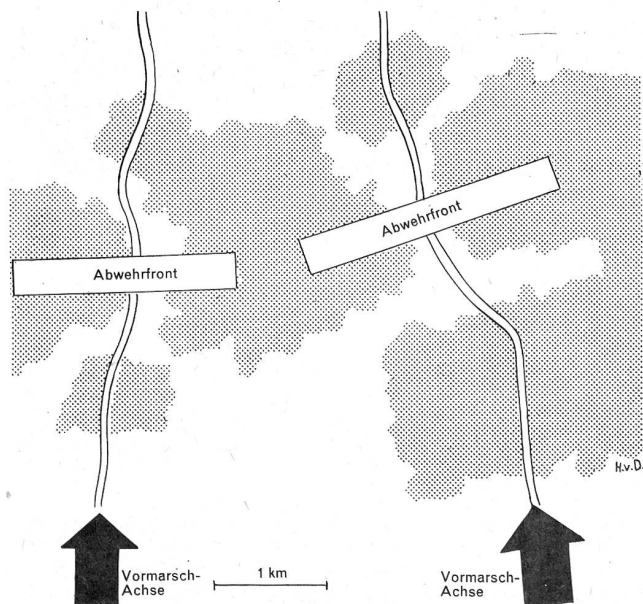 Abwehrfront
Abwehrfront
H.v.D.
Vormarsch-
Achse
1 km
Vormarsch-
Achse